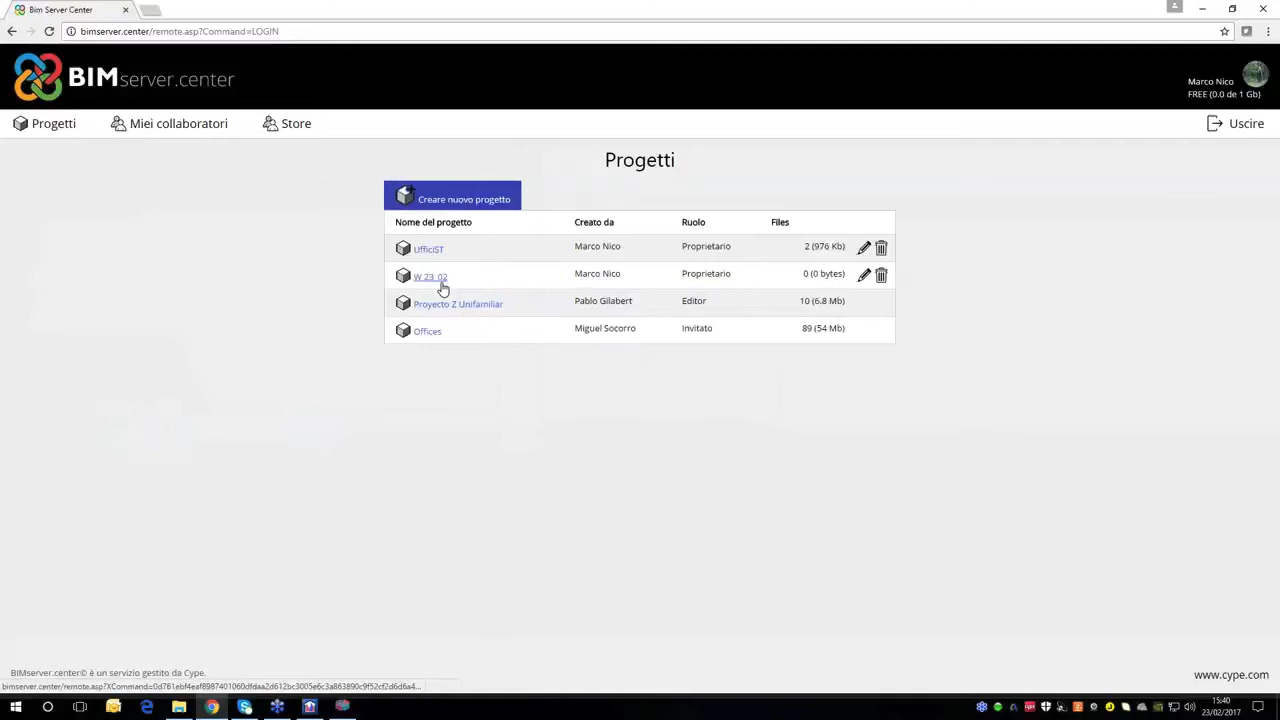 Bim Server Center
bimserver.center/remote.asp?Command=LOGIN
BIMserver.center
Marco Nico
FREE (0.0 de 1 Gb)
Progetti Miei collaboratori Store Uscire
Progetti
Creare nuovo progetto
Nome del progetto Creato da Ruolo Files
UfficiST Marco Nico Proprietario 2 (976 Kb)
W 23_02 Marco Nico Proprietario 0 (0 bytes)
Proyecto Z Unifamiliar Pablo Gilabert Editor 10 (6.8 Mb)
Offices Miguel Socorro Invitato 89 (54 Mb)
BIMserver.center© è un servizio gestito da Cype.
www.cype.com
15:40
23/02/2017